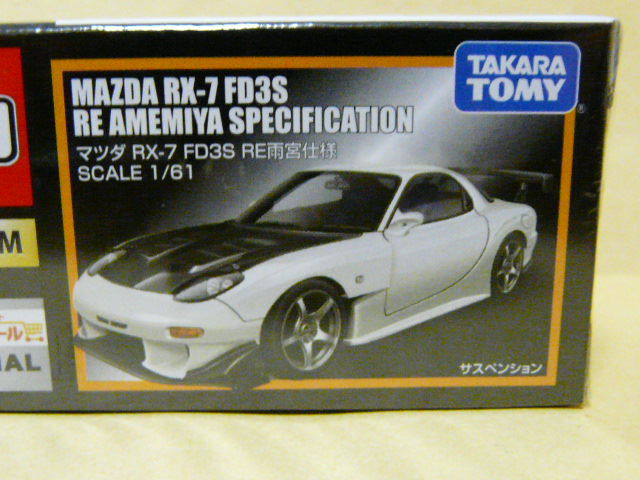 MAZDA RX-7 FD3S
RE AMEMIYA SPECIFICATION
マツダ RX-7 FD3S RE雨宮仕様
SCALE 1/61
TAKARA
TOMY
®
サスペンション